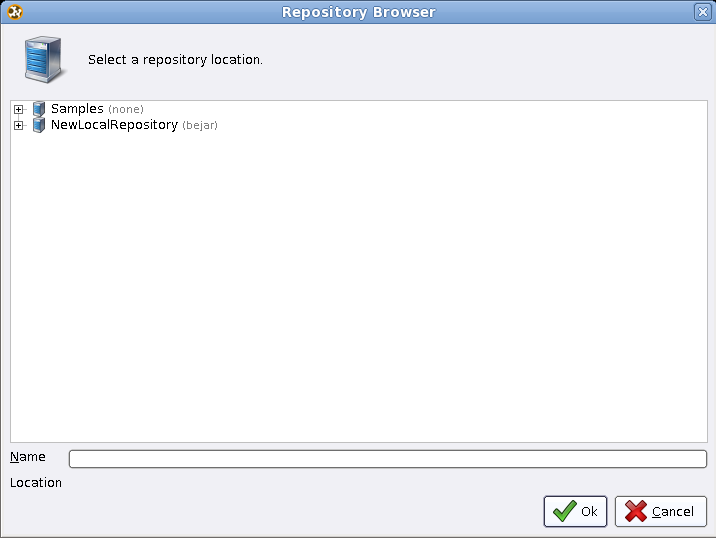 Repository Browser
Select a repository location.
Samples (none)
NewLocalRepository (bejar)
Name
Location
Ok Cancel